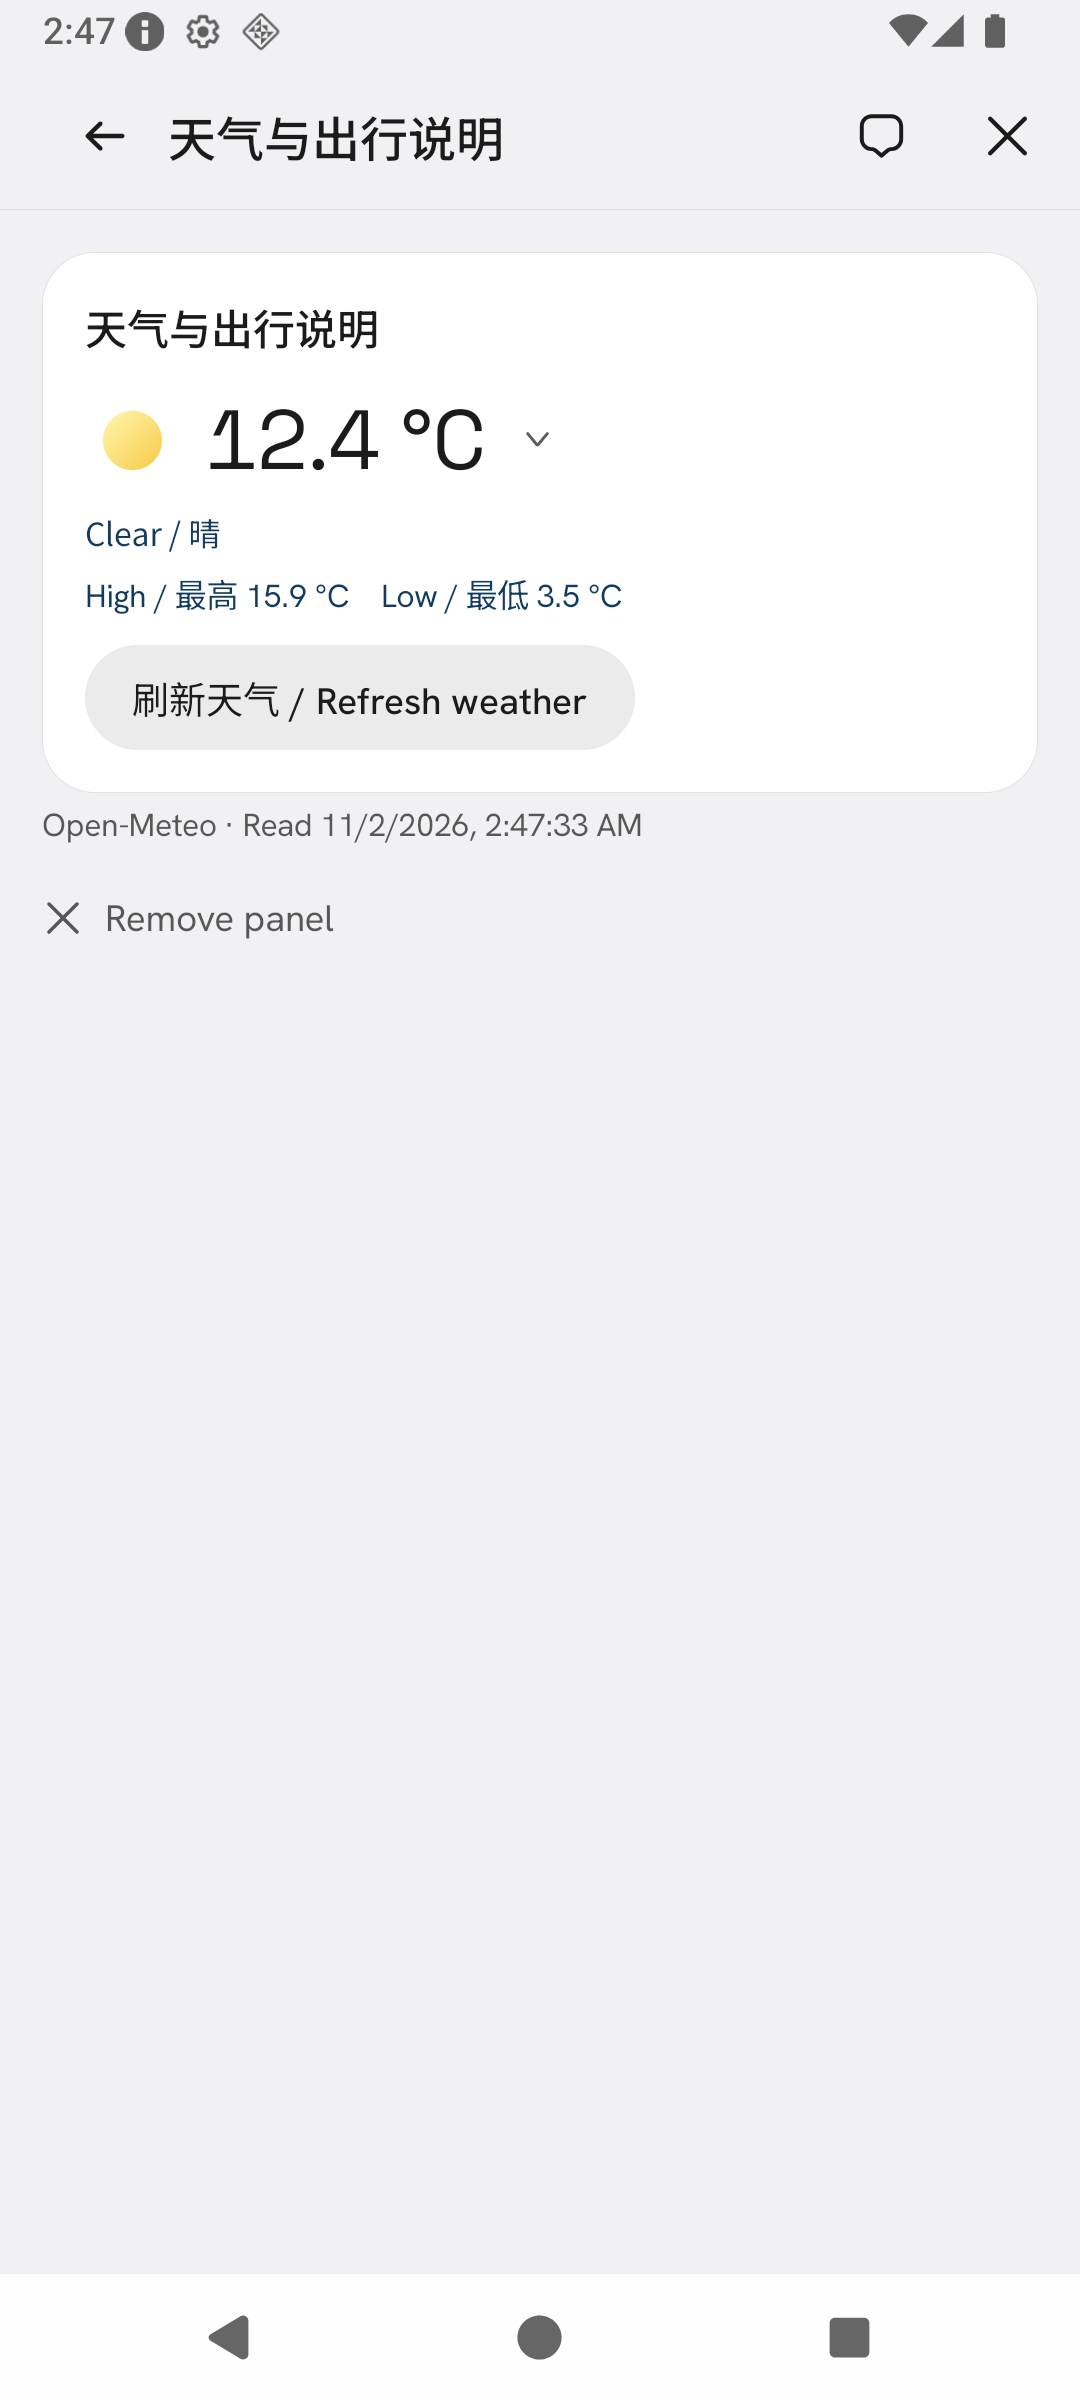 2:47
天气与出行说明
天气与出行说明
12.4 °C
Clear / 晴
High / 最高 15.9 °C Low / 最低 3.5 °C
刷新天气 / Refresh weather
Open-Meteo · Read 11/2/2026, 2:47:33 AM
Remove panel